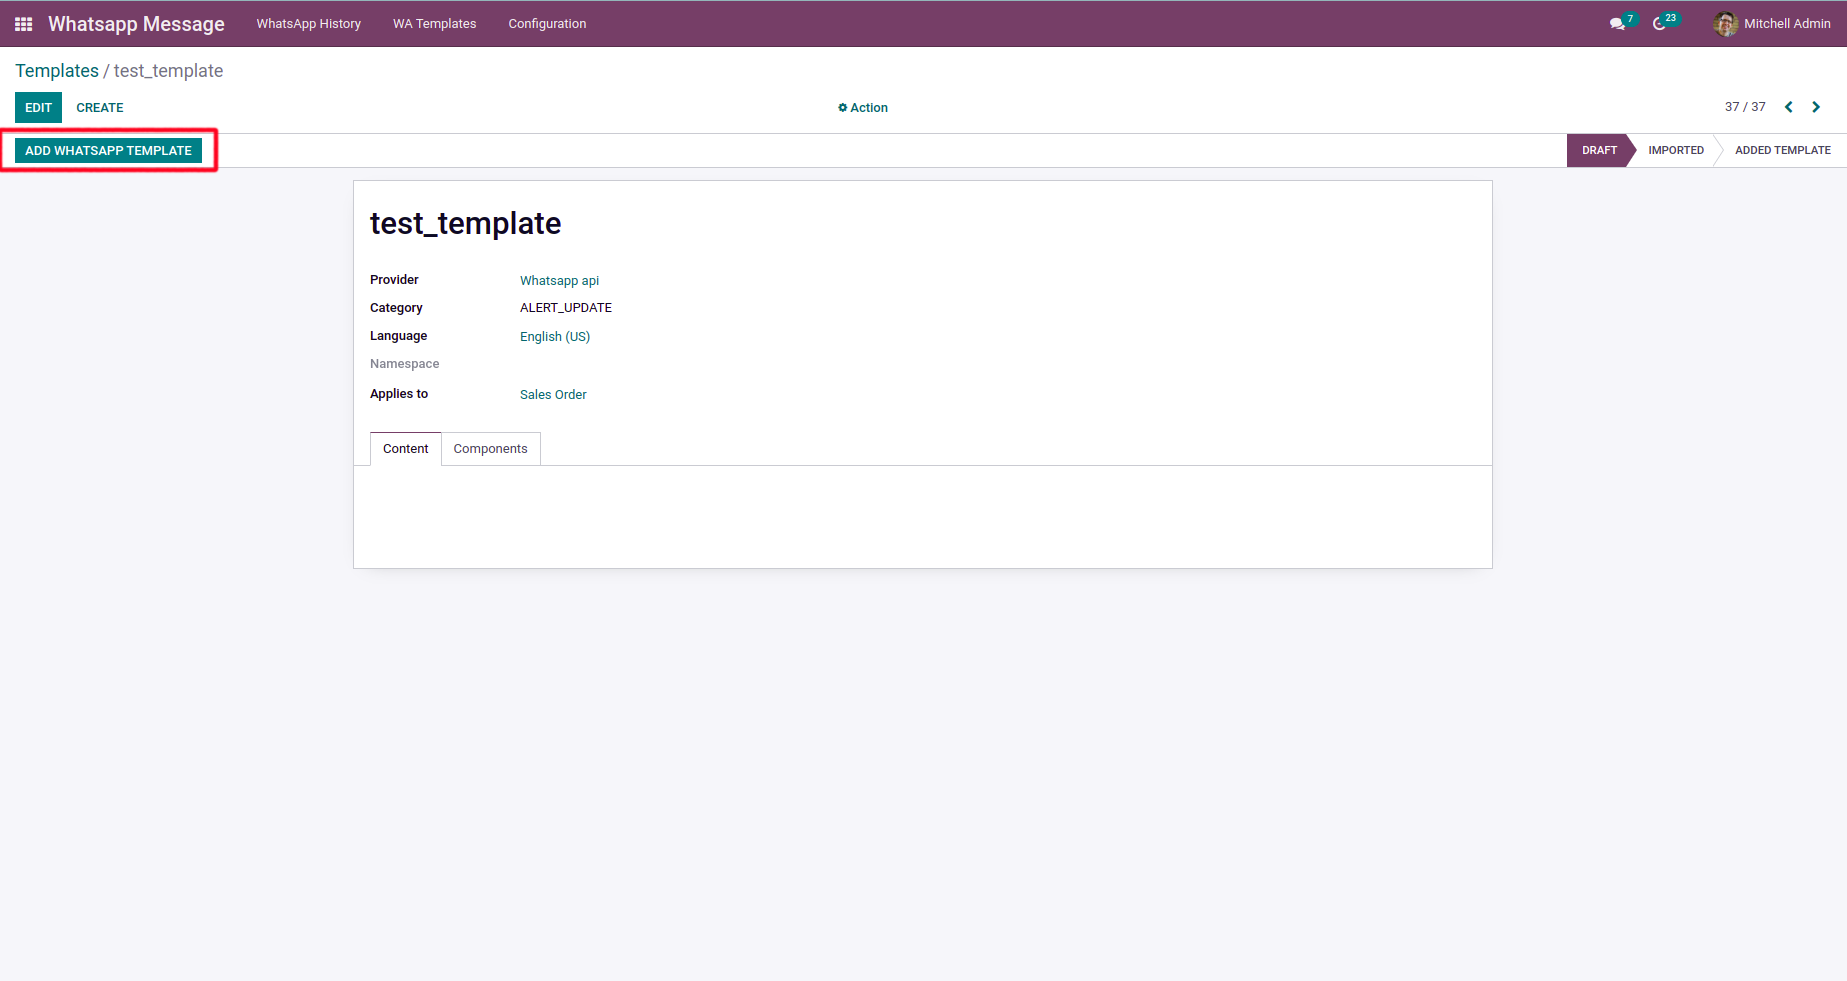 Whatsapp Message WhatsApp History WA Templates Configuration 7 23 Mitchell Admin
Templates / test_template
EDIT CREATE Action 37 / 37
ADD WHATSAPP TEMPLATE DRAFT IMPORTED ADDED TEMPLATE
test_template
Provider Whatsapp api
Category ALERT_UPDATE
Language English (US)
Namespace
Applies to Sales Order
Content Components